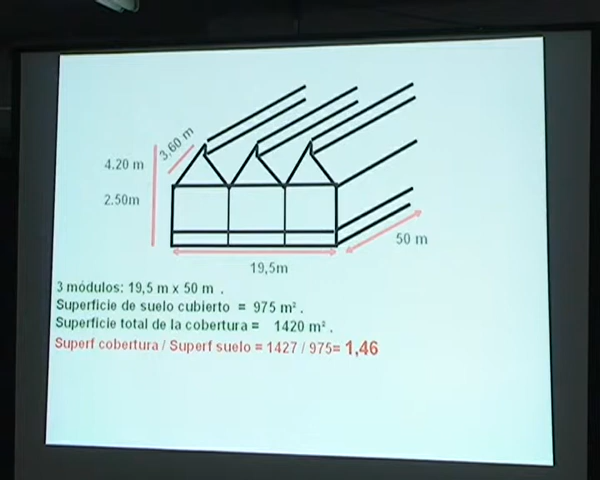 3,60 m
4.20 m
2.50m
50 m
19,5m
3 módulos: 19,5 m x 50 m .
Superficie de suelo cubierto = 975 m² .
Superficie total de la cobertura = 1420 m² .
Superf cobertura / Superf suelo = 1427 / 975= 1,46